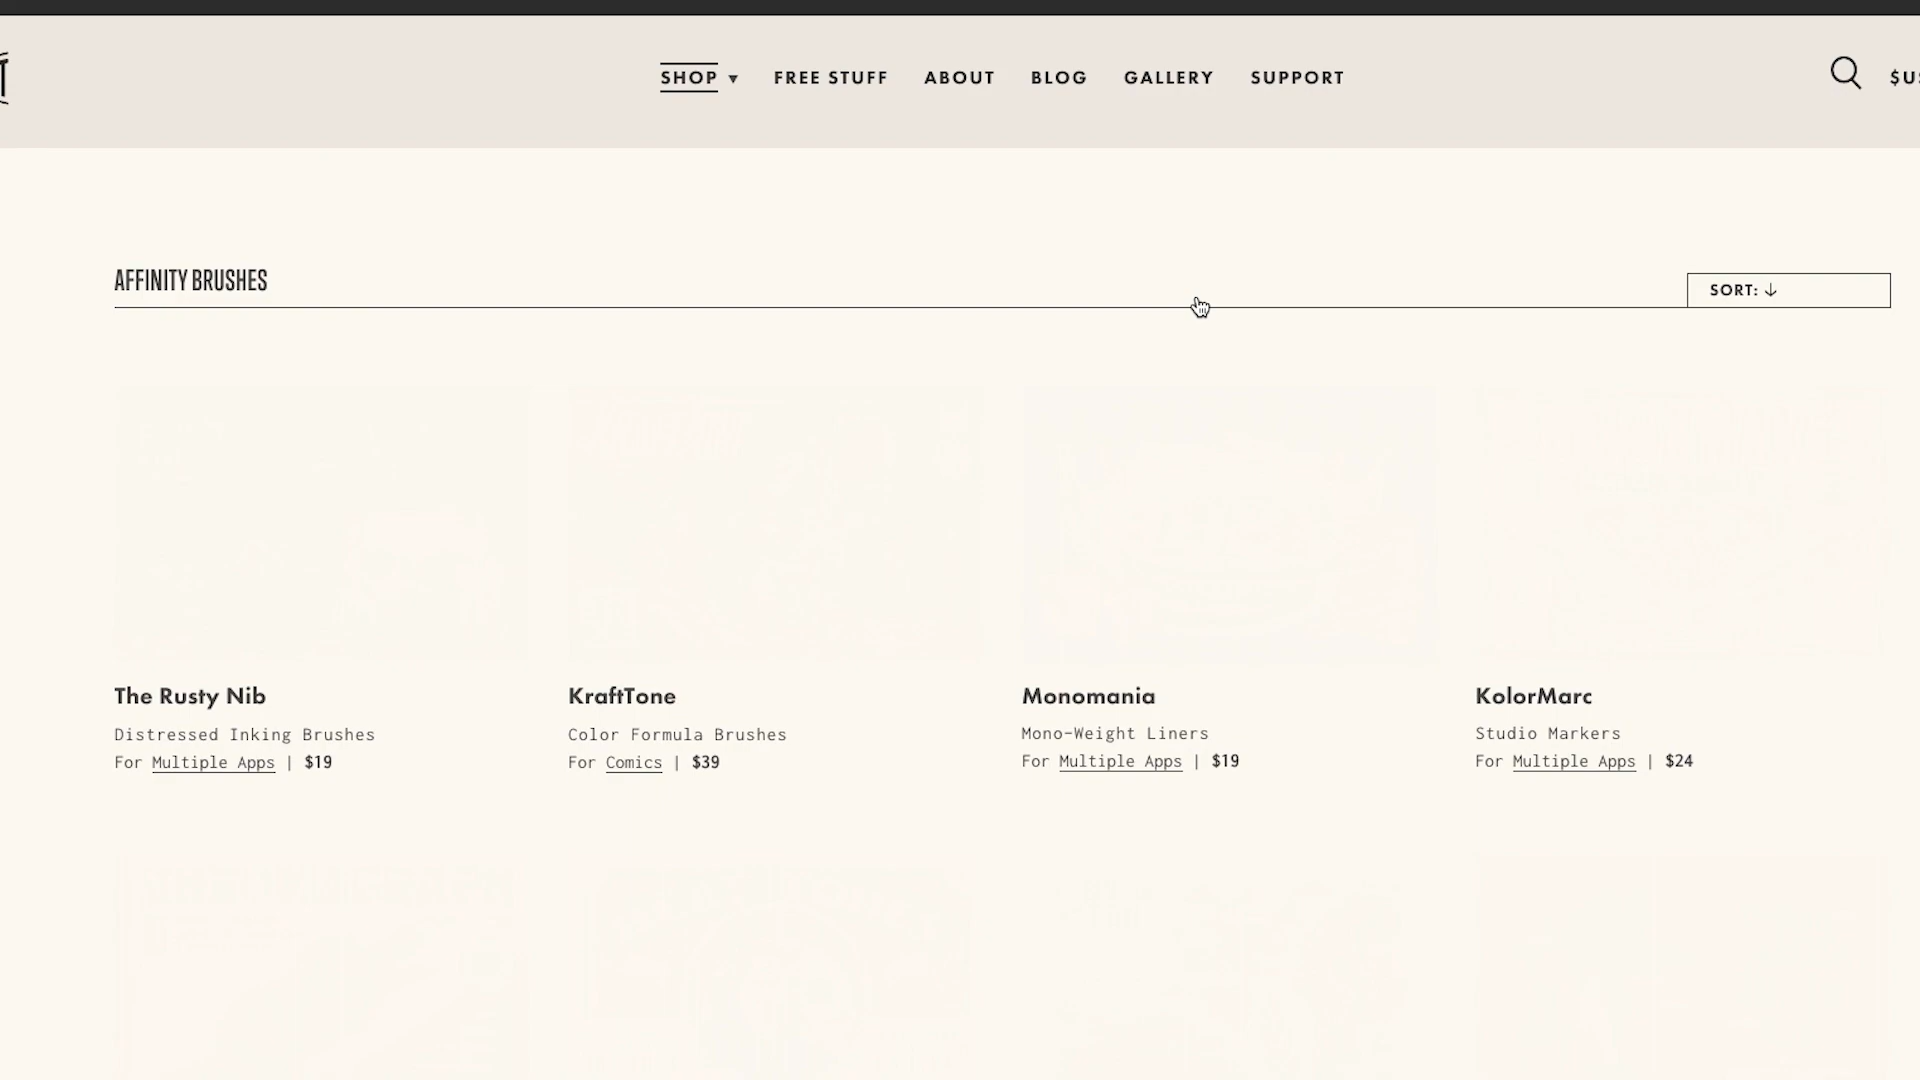 SHOP ▼ FREE STUFF ABOUT BLOG GALLERY SUPPORT
AFFINITY BRUSHES
SORT: ↓
The Rusty Nib
Distressed Inking Brushes
For Multiple Apps | $19
KraftTone
Color Formula Brushes
For Comics | $39
Monomania
Mono-Weight Liners
For Multiple Apps | $19
KolorMarc
Studio Markers
For Multiple Apps | $24